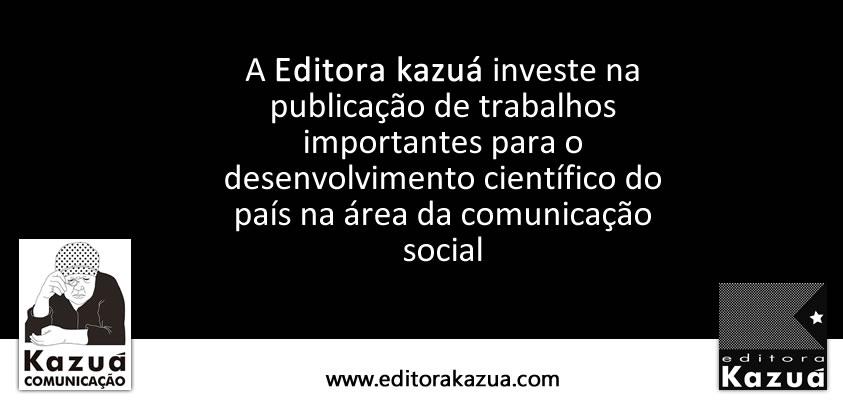 A Editora kazuá investe na
publicação de trabalhos
importantes para o
desenvolvimento científico do
país na área da comunicação
social
Kazuá
COMUNICAÇÃO
www.editorakazua.com
editora
Kazuá